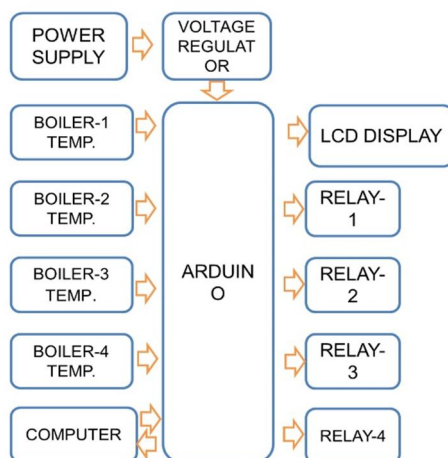 POWER
SUPPLY
VOLTAGE
REGULAT
OR
BOILER-1
TEMP.
LCD DISPLAY
BOILER-2
TEMP.
RELAY-
1
BOILER-3
TEMP.
ARDUIN
O
RELAY-
2
BOILER-4
TEMP.
RELAY-
3
COMPUTER
RELAY-4